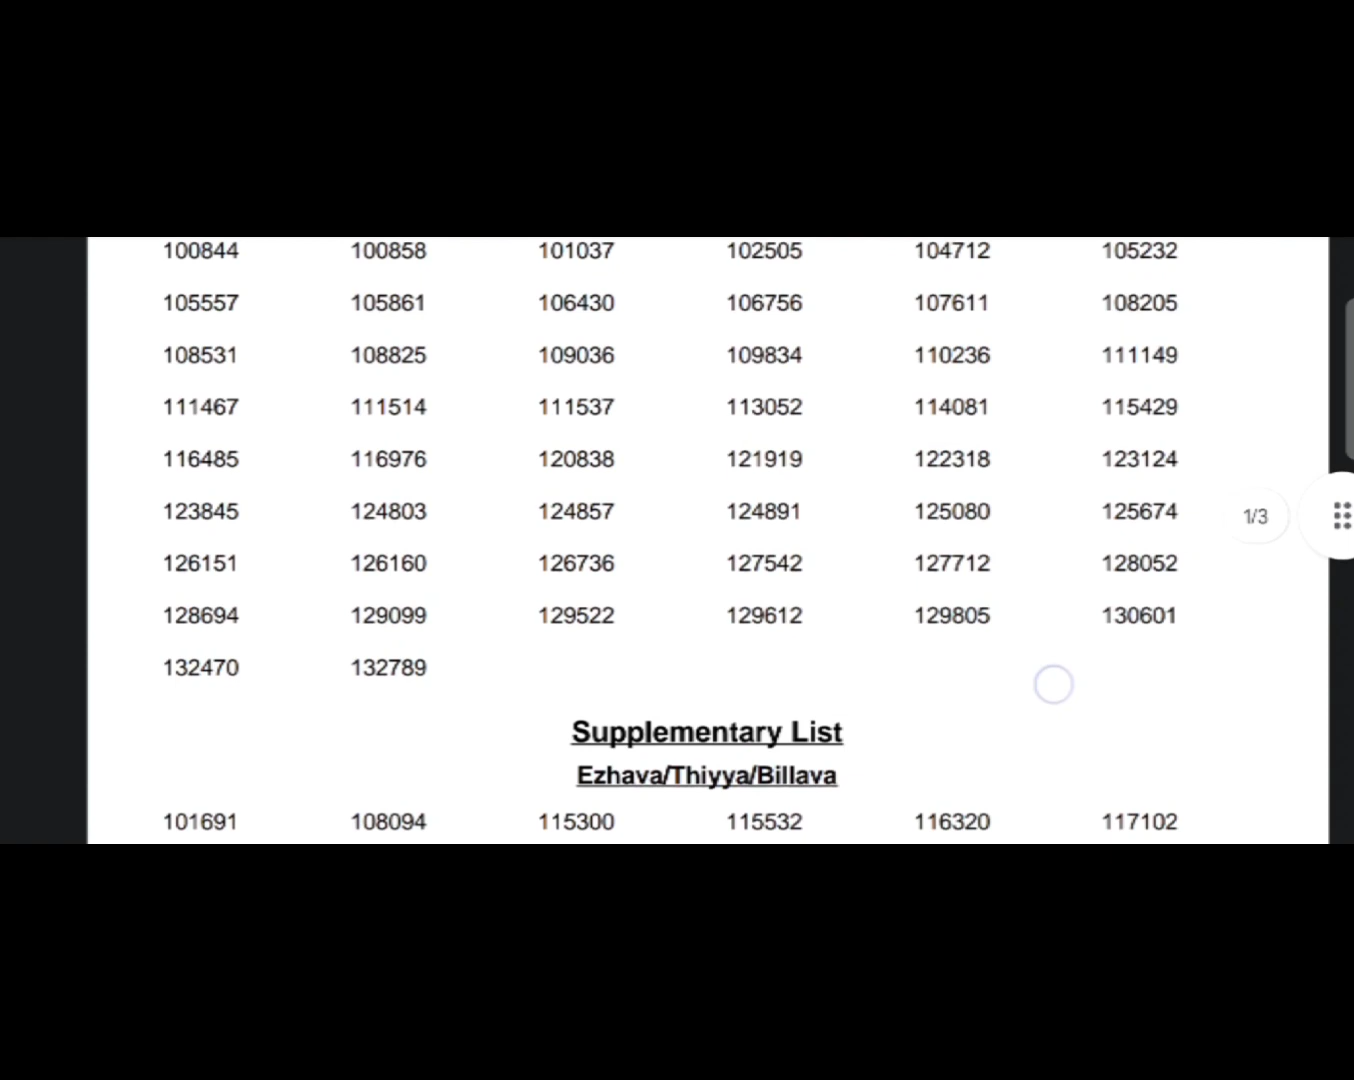 100844 100858 101037 102505 104712 105232
105557 105861 106430 106756 107611 108205
108531 108825 109036 109834 110236 111149
111467 111514 111537 113052 114081 115429
116485 116976 120838 121919 122318 123124
123845 124803 124857 124891 125080 125674
1/3
126151 126160 126736 127542 127712 128052
128694 129099 129522 129612 129805 130601
132470 132789
Supplementary List
Ezhava/Thiyya/Billava
101691 108094 115300 115532 116320 117102